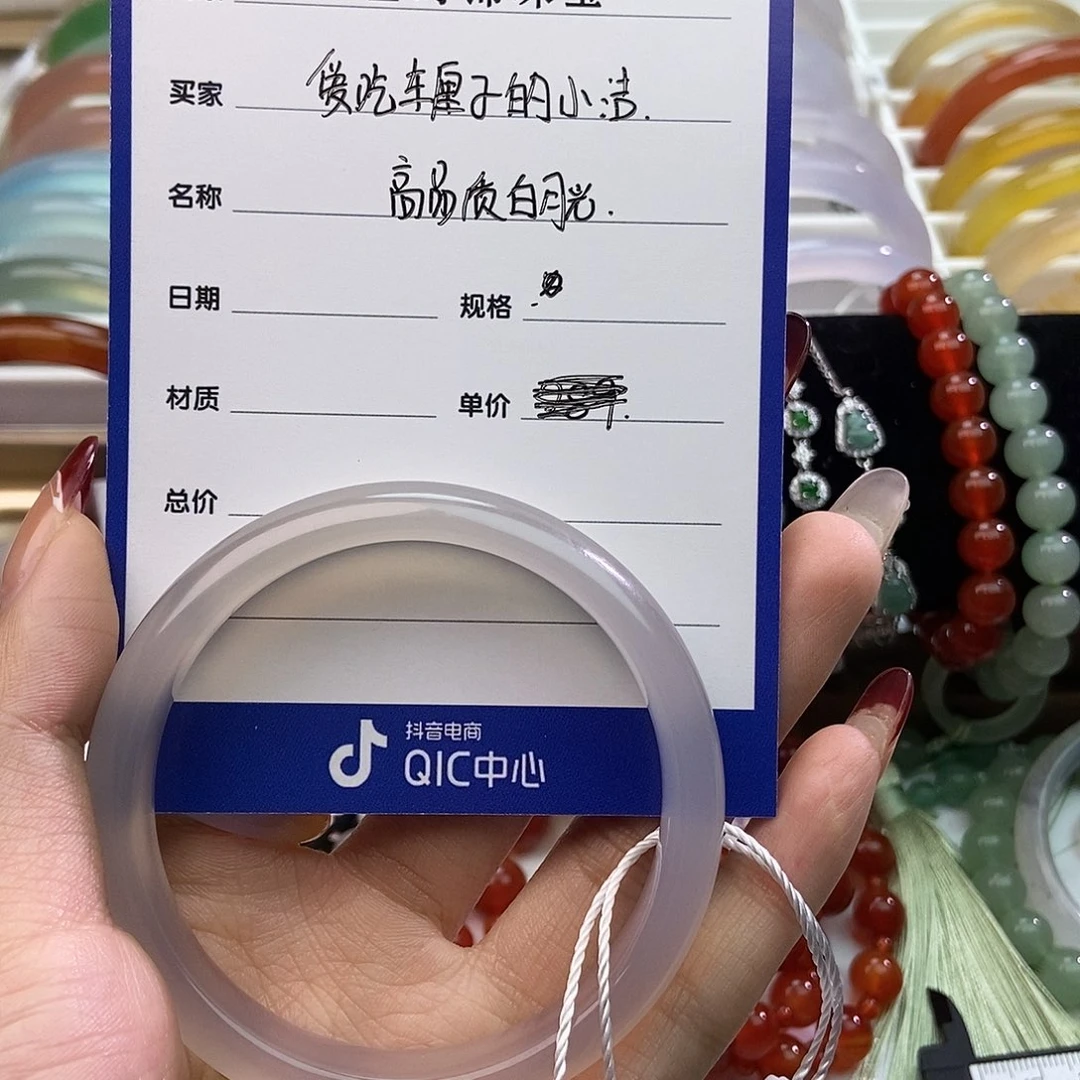 买家 爱吃车厘子的小洁.
名称 高品质白月光.
日期 规格
材质 单价
总价
抖音电商
QIC中心